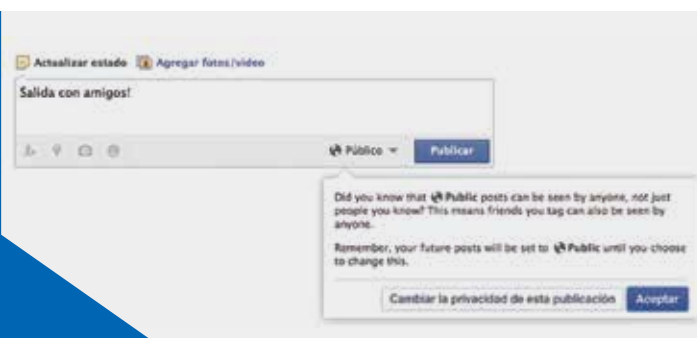 Actualizar estado Agregar fotos/video
Salida con amigos!
Público Publicar
Did you know that Public posts can be seen by anyone, not just
people you know? This means friends you tag can also be seen by
anyone.
Remember, your future posts will be set to Public until you choose
to change this.
Cambiar la privacidad de esta publicación Aceptar